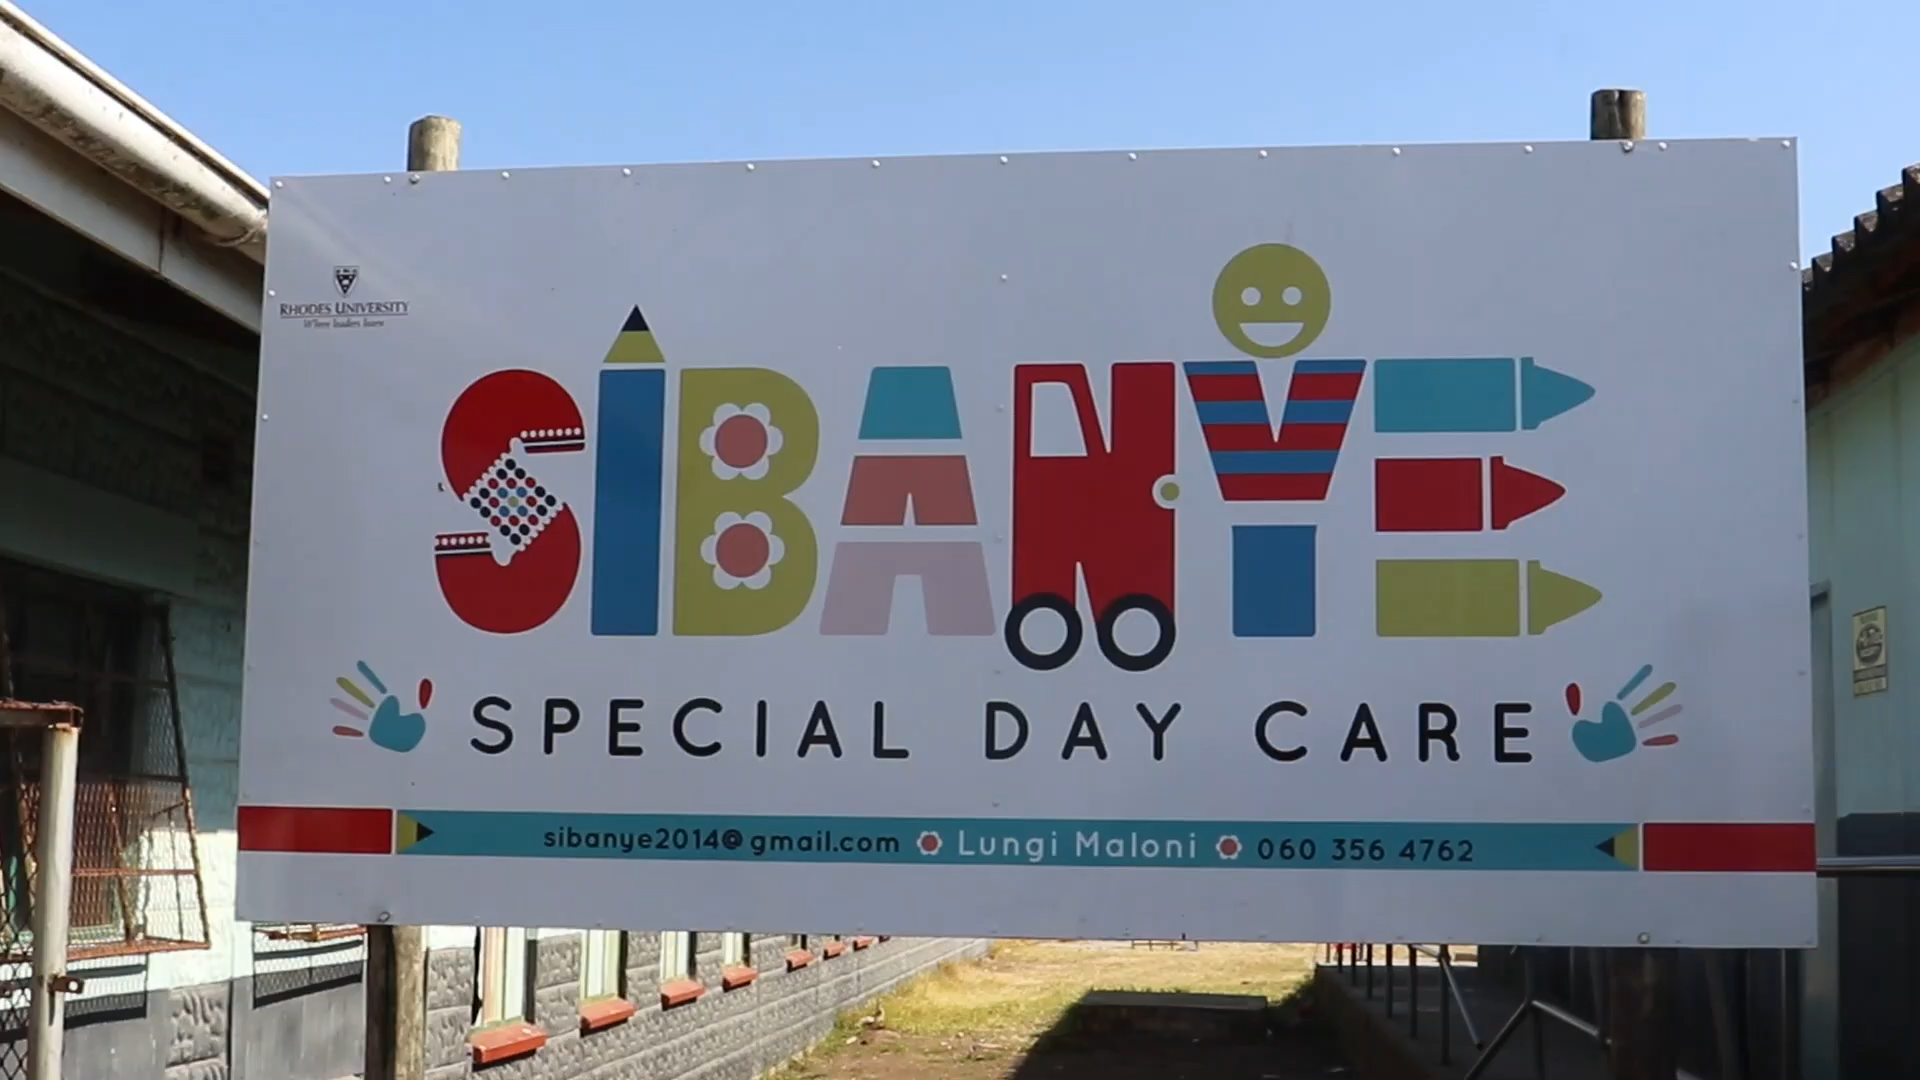 RHODES UNIVERSITY
Where leaders learn
SIBANYE
SPECIAL DAY CARE
sibanye2014@gmail.com Lungi Maloni 060 356 4762